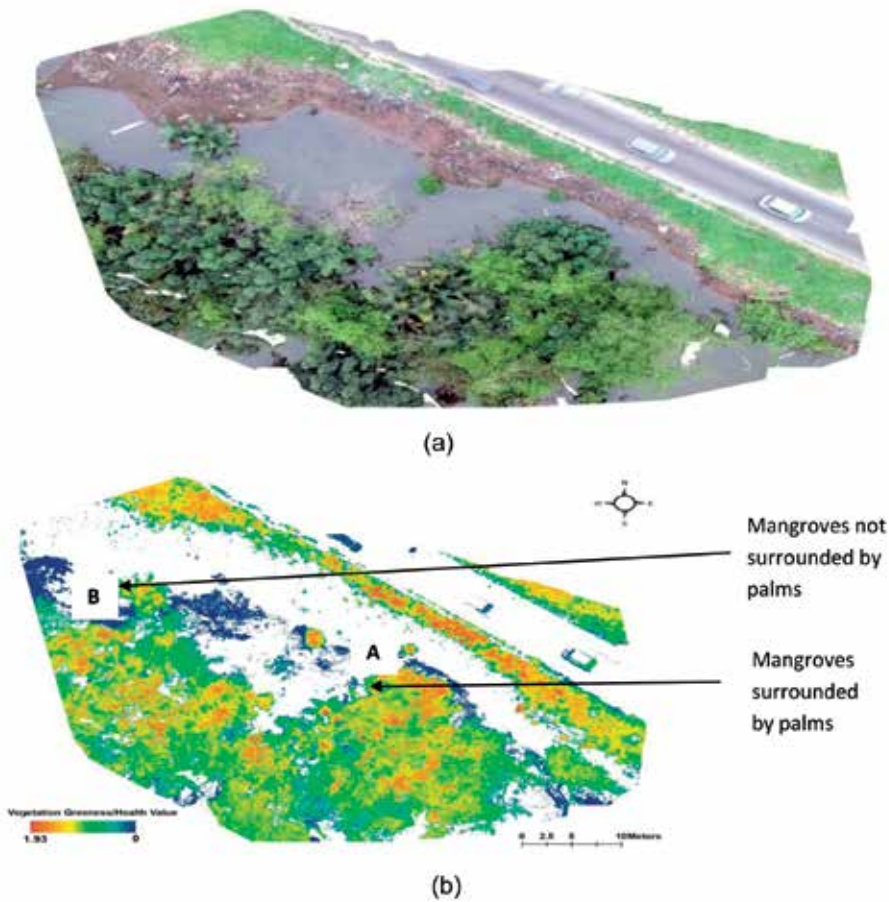 (a)
N
B
Mangroves not
surrounded by
palms
A
Mangroves
surrounded
by palms
Vegetation Greeness/Health Value
1.93 0
0 2.5 5 10Meters
(b)